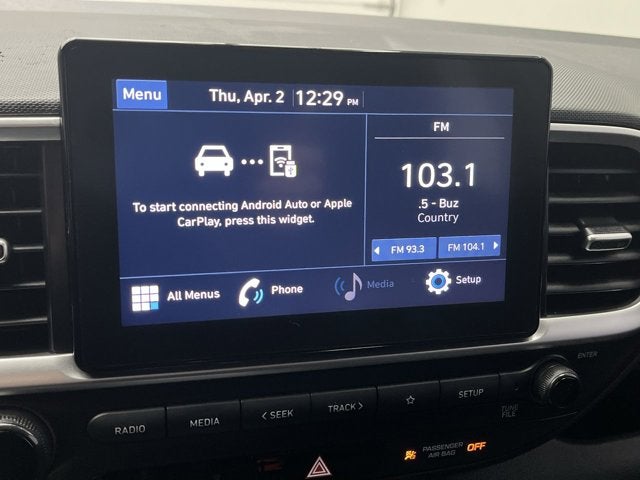 Menu Thu, Apr. 2 12:29 PM
To start connecting Android Auto or Apple
CarPlay, press this widget.
FM
103.1
.5 - Buz
Country
FM 93.3 FM 104.1
All Menus Phone Media Setup
RADIO MEDIA < SEEK TRACK > SETUP
ENTER
TUNE
FILE
PASSENGER
AIR BAG OFF